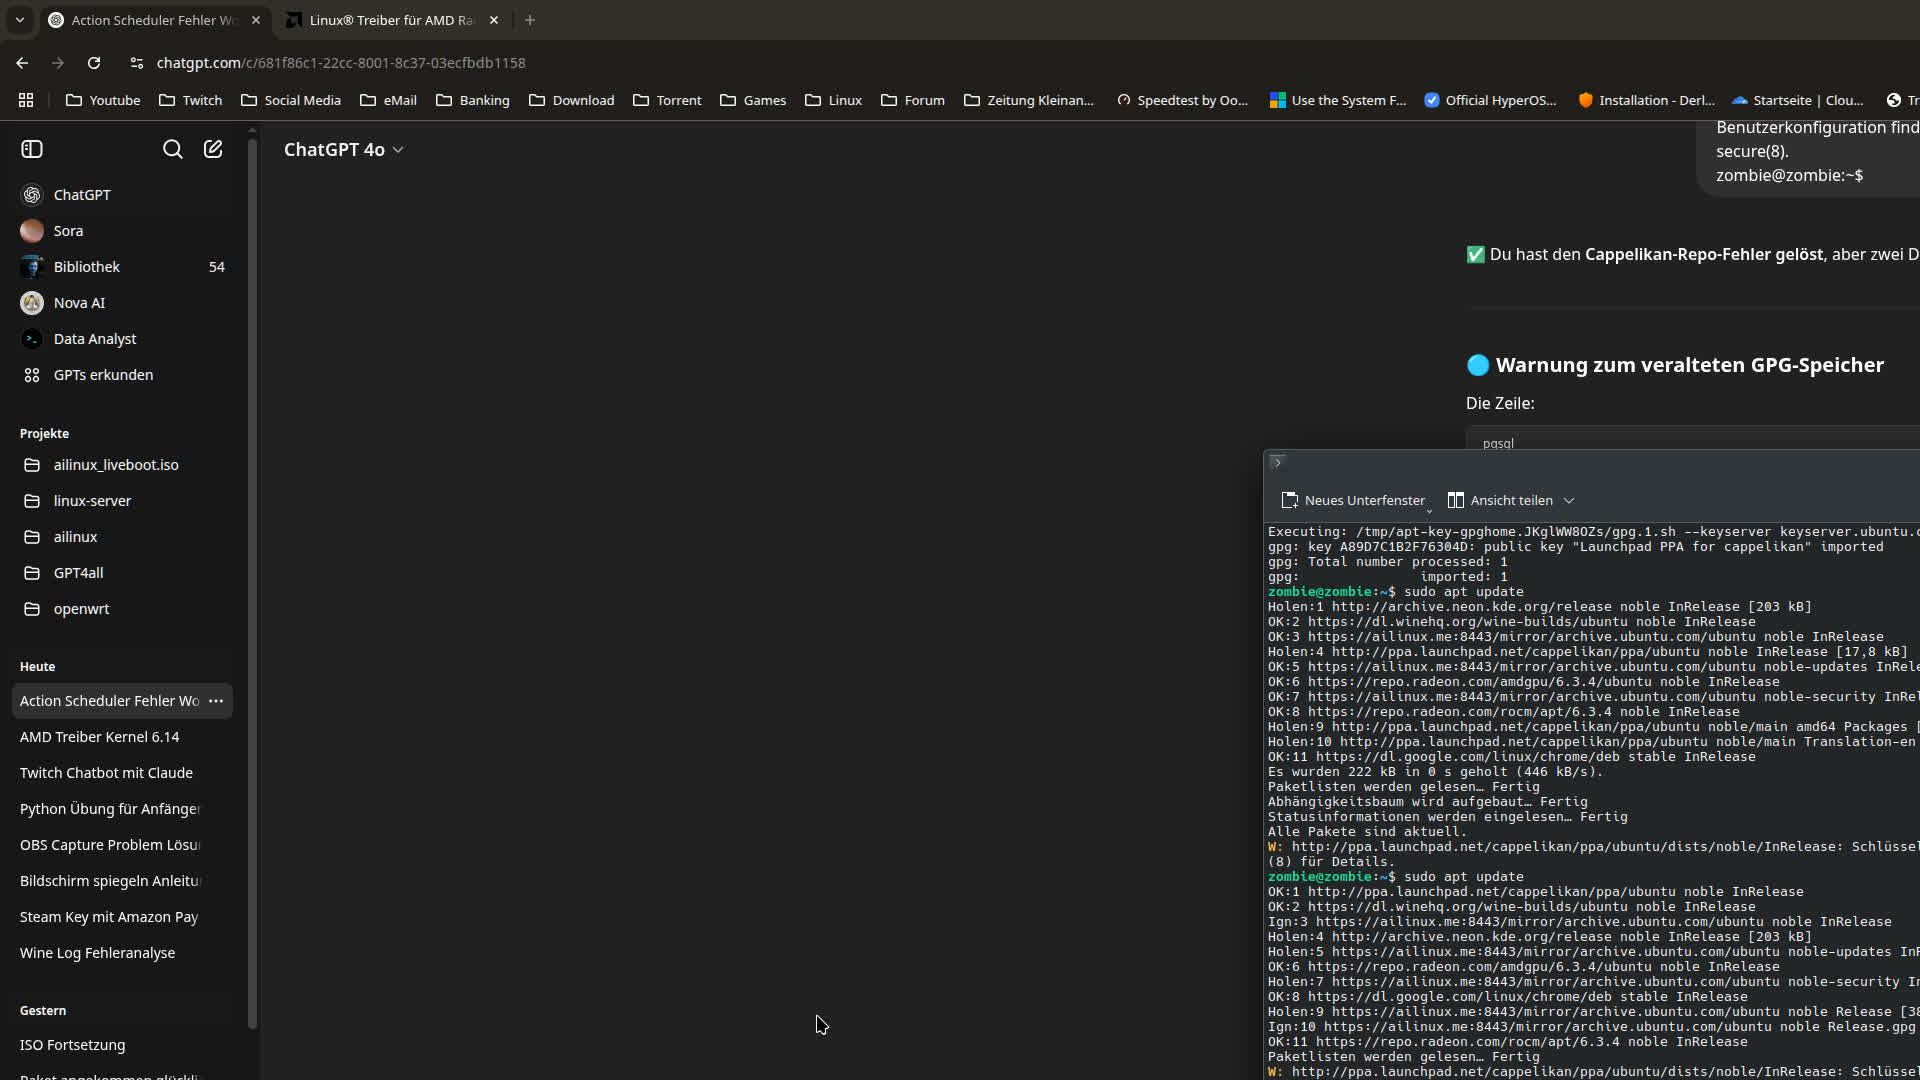 Action Scheduler Fehler Wo
Linux® Treiber für AMD Ra
chatgpt.com/c/681f86c1-22cc-8001-8c37-03ecfbdb1158
Youtube
Twitch
Social Media
eMail
Banking
Download
Torrent
Games
Linux
Forum
Zeitung Kleinan...
Speedtest by Oo...
Use the System F...
Official HyperOS...
Installation - Derl...
Startseite | Clou...
Tr
ChatGPT 4o
ChatGPT
Sora
Bibliothek 54
Nova AI
Data Analyst
GPTs erkunden
Projekte
ailinux_liveboot.iso
linux-server
ailinux
GPT4all
openwrt
Heute
Action Scheduler Fehler Wo
AMD Treiber Kernel 6.14
Twitch Chatbot mit Claude
Python Übung für Anfänger
OBS Capture Problem Lösu
Bildschirm spiegeln Anleitu
Steam Key mit Amazon Pay
Wine Log Fehleranalyse
Gestern
ISO Fortsetzung
Paket angekommen glückli
Benutzerkonfiguration find
secure(8).
zombie@zombie:~$
✅ Du hast den Cappelikan-Repo-Fehler gelöst, aber zwei D
🔵 Warnung zum veralteten GPG-Speicher
Die Zeile:
pgsql
Neues Unterfenster
Ansicht teilen
Executing: /tmp/apt-key-gpghome.JKglWW8OZs/gpg.1.sh --keyserver keyserver.ubuntu.c
gpg: key A89D7C1B2F76304D: public key "Launchpad PPA for cappelikan" imported
gpg: Total number processed: 1
gpg:               imported: 1
zombie@zombie:~$ sudo apt update
Holen:1 http://archive.neon.kde.org/release noble InRelease [203 kB]
OK:2 https://dl.winehq.org/wine-builds/ubuntu noble InRelease
OK:3 https://ailinux.me:8443/mirror/archive.ubuntu.com/ubuntu noble InRelease
Holen:4 http://ppa.launchpad.net/cappelikan/ppa/ubuntu noble InRelease [17,8 kB]
OK:5 https://ailinux.me:8443/mirror/archive.ubuntu.com/ubuntu noble-updates InRele
OK:6 https://repo.radeon.com/amdgpu/6.3.4/ubuntu noble InRelease
OK:7 https://ailinux.me:8443/mirror/archive.ubuntu.com/ubuntu noble-security InRel
OK:8 https://repo.radeon.com/rocm/apt/6.3.4 noble InRelease
Holen:9 http://ppa.launchpad.net/cappelikan/ppa/ubuntu noble/main amd64 Packages [
Holen:10 http://ppa.launchpad.net/cappelikan/ppa/ubuntu noble/main Translation-en
OK:11 https://dl.google.com/linux/chrome/deb stable InRelease
Es wurden 222 kB in 0 s geholt (446 kB/s).
Paketlisten werden gelesen… Fertig
Abhängigkeitsbaum wird aufgebaut… Fertig
Statusinformationen werden eingelesen… Fertig
Alle Pakete sind aktuell.
W: http://ppa.launchpad.net/cappelikan/ppa/ubuntu/dists/noble/InRelease: Schlüssel
(8) für Details.
zombie@zombie:~$ sudo apt update
OK:1 http://ppa.launchpad.net/cappelikan/ppa/ubuntu noble InRelease
OK:2 https://dl.winehq.org/wine-builds/ubuntu noble InRelease
Ign:3 https://ailinux.me:8443/mirror/archive.ubuntu.com/ubuntu noble InRelease
Holen:4 http://archive.neon.kde.org/release noble InRelease [203 kB]
Holen:5 https://ailinux.me:8443/mirror/archive.ubuntu.com/ubuntu noble-updates InR
OK:6 https://repo.radeon.com/amdgpu/6.3.4/ubuntu noble InRelease
Holen:7 https://ailinux.me:8443/mirror/archive.ubuntu.com/ubuntu noble-security In
OK:8 https://dl.google.com/linux/chrome/deb stable InRelease
Holen:9 https://ailinux.me:8443/mirror/archive.ubuntu.com/ubuntu noble Release [38
Ign:10 https://ailinux.me:8443/mirror/archive.ubuntu.com/ubuntu noble Release.gpg
OK:11 https://repo.radeon.com/rocm/apt/6.3.4 noble InRelease
Paketlisten werden gelesen… Fertig
W: http://ppa.launchpad.net/cappelikan/ppa/ubuntu/dists/noble/InRelease: Schlüssel